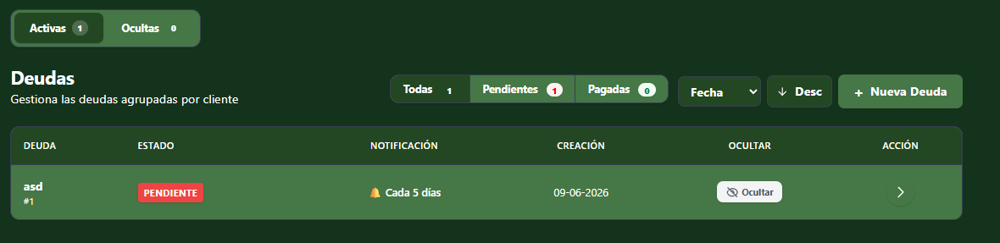 Activas 1 Ocultas 0
Deudas
Gestiona las deudas agrupadas por cliente
Todas 1 Pendientes 1 Pagadas 0 Fecha ↓ Desc + Nueva Deuda
DEUDA ESTADO NOTIFICACIÓN CREACIÓN OCULTAR ACCIÓN
asd
#1
PENDIENTE 🔔 Cada 5 días 09-06-2026 Ocultar